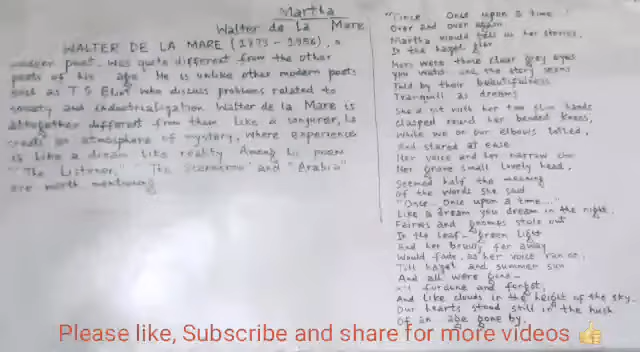 Martha
Walter de La Mare
WALTER DE LA MARE (1873 - 1956), a
modern poet, was quite different from the other
poets of his age. He is unlike other modern poets
such as T S Eliot who discuss problems related to
society and industrialization Walter de la Mare is
altogether different from them like a conjurer, he
creates an atmosphere of mystery, where experience
is like a dream like reality Among his poem
"The Listener," "The Scarecrow" and "Arabia"
are worth mentioning
"Once Once upon a time
Over and over again
Martha would tell us her stories,
In the hazel glen
Hers were those clear grey eyes
you watch and the story seems
Told by their beautifulness
Tranquil as dreams
She'd sit with her two slim hands
clasped round her bended knees,
While we on our elbows lolled,
And stared at ease
Her voice and her narrow chin
Her grave small lovely head,
Seemed half the meaning
Of the words she said
"Once... Once upon a time..."
Like a dream you dream in the night,
Fairies and gnomes stole out
In the leaf-green light
And her beauty far away
Would fade, as her voice ran on,
Till hazel and summer sun
And all were gone-
All fordone and forgot,
And like clouds in the height of the sky,
Our hearts stood still in the hush
Of an age gone by.
Please like, Subscribe and share for more videos 👍